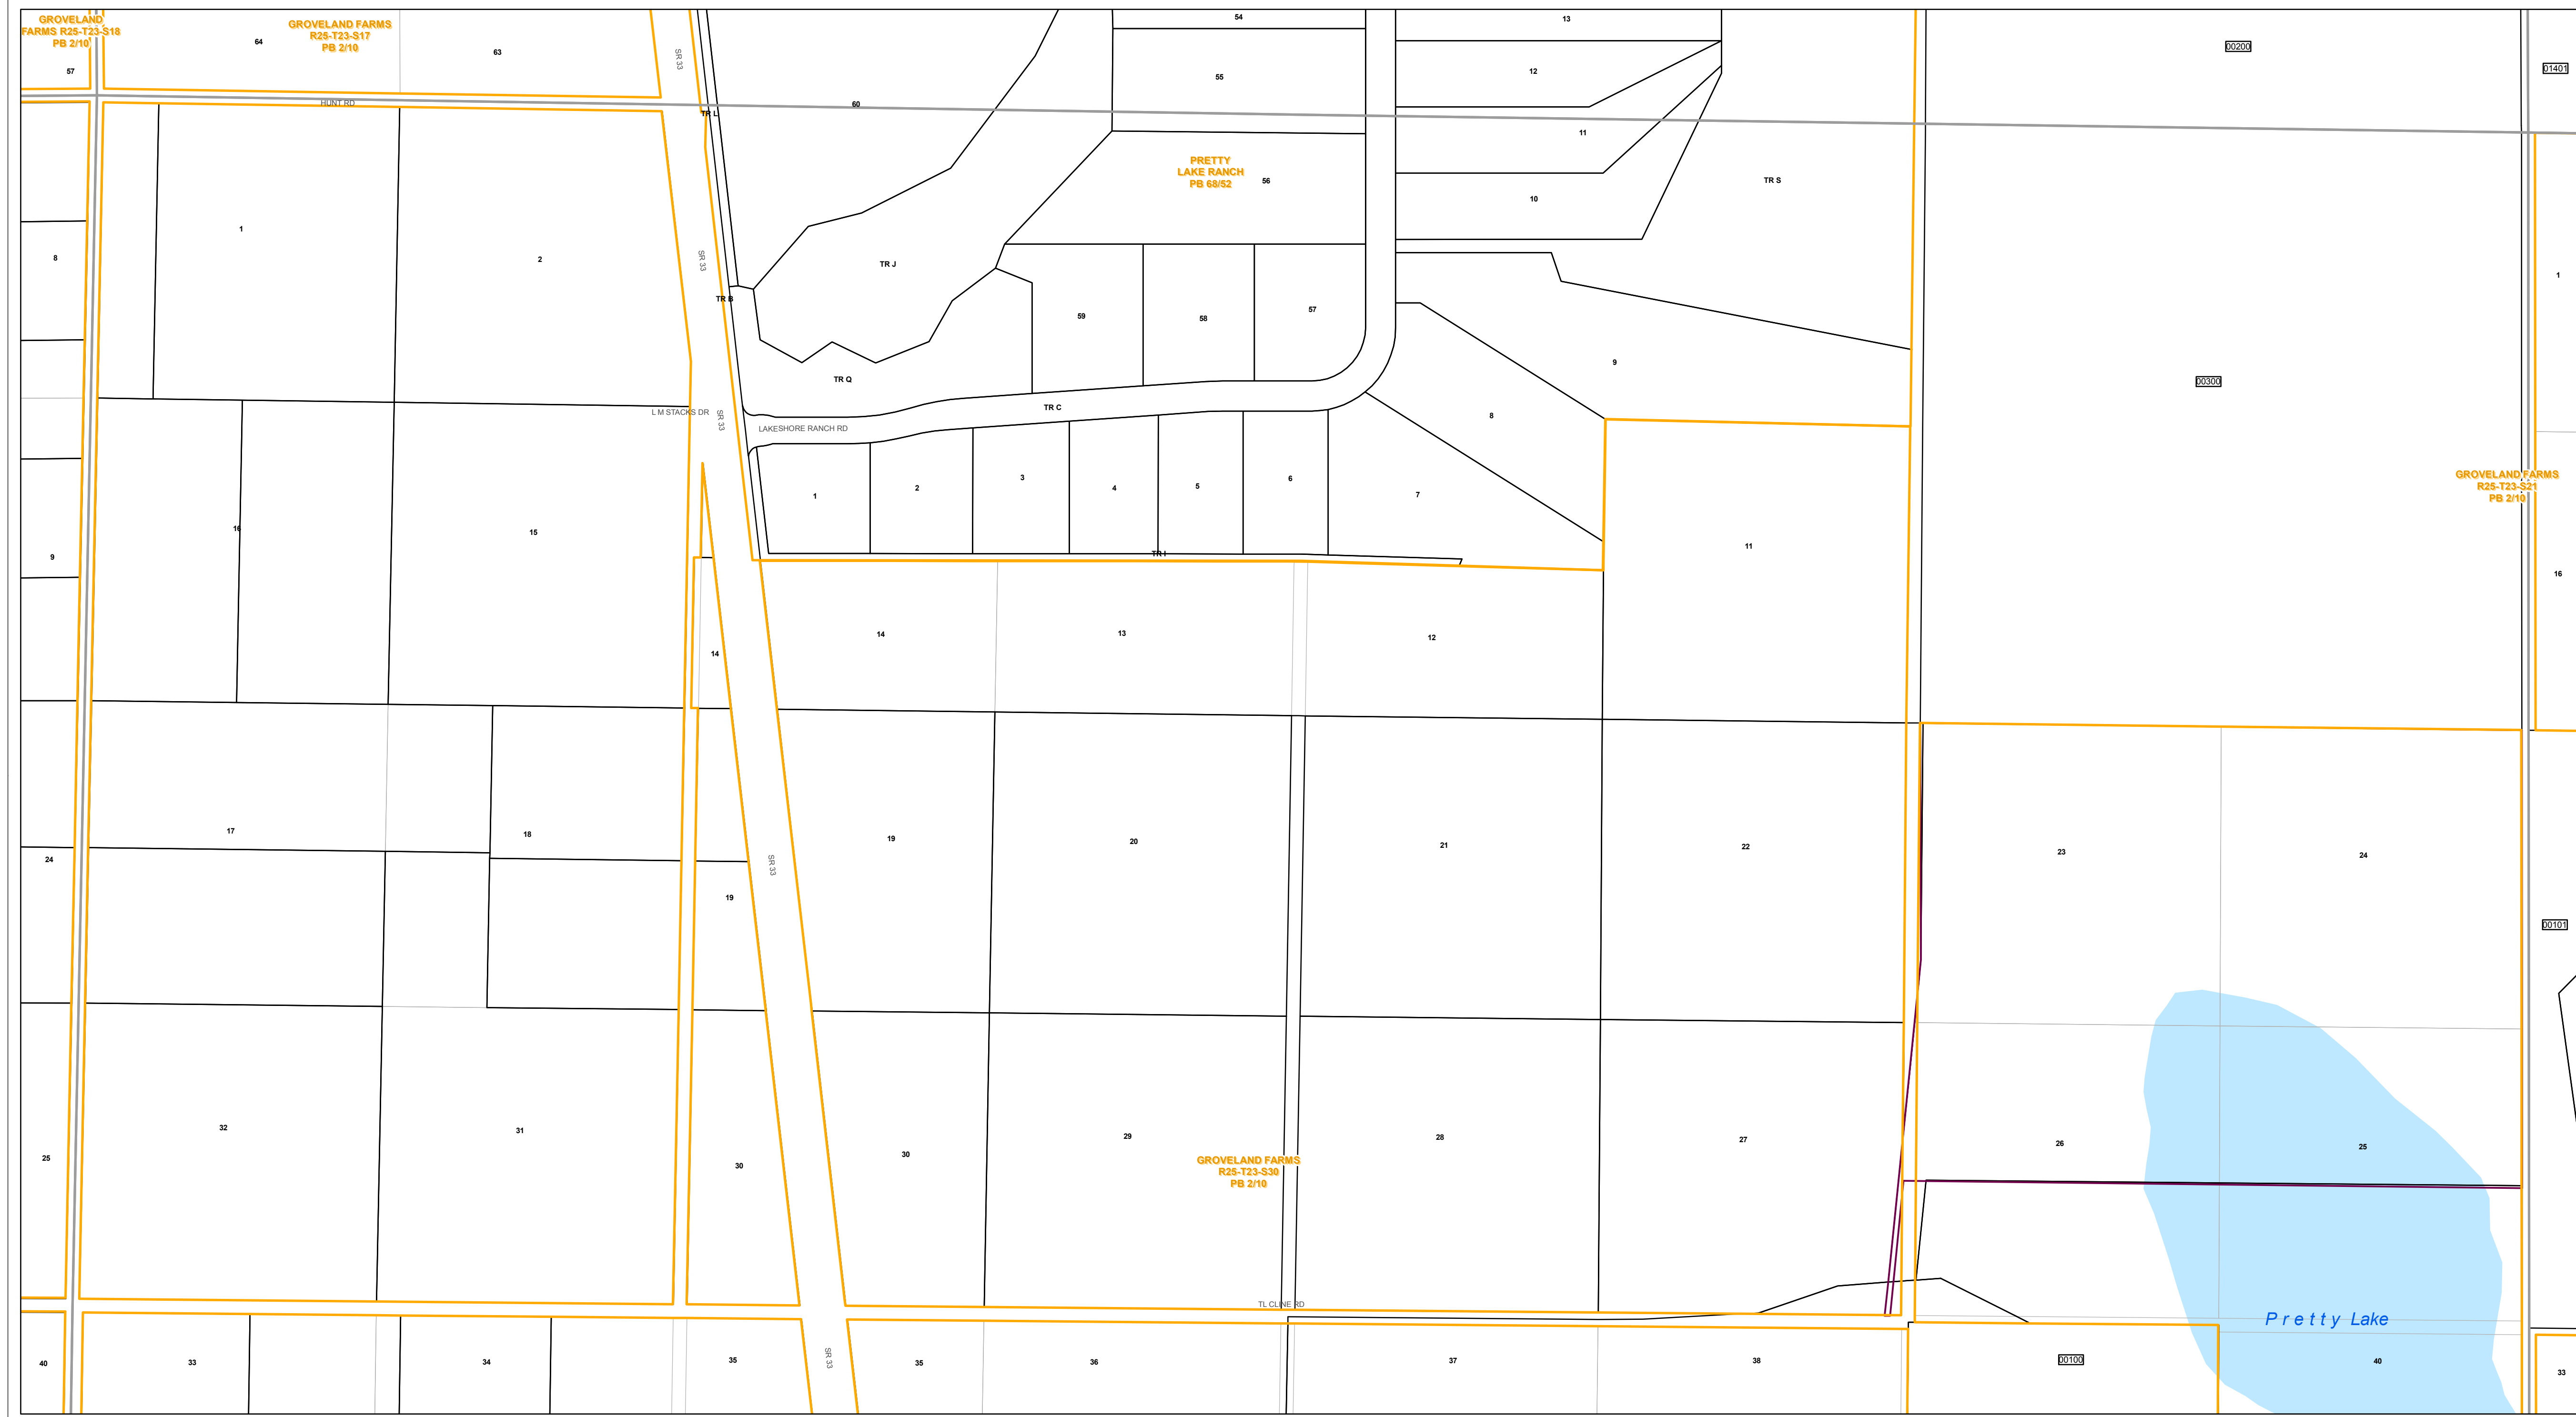 GROVELAND
FARMS R25-T23-S18
PB 2/10
57
64
GROVELAND FARMS
R25-T23-S17
PB 2/10
63
SR 33
54
55
13
12
00200
01401
HUNT RD
TR L
60
11
PRETTY
LAKE RANCH
PB 68/52
56
10
TR S
1
2
8
SR 33
TR J
TR B
59
58
57
1
9
00300
TR Q
L M STACKS DR
SR 33
TR C
LAKESHORE RANCH RD
8
1
2
3
4
5
6
7
GROVELAND FARMS
R25-T23-S21
PB 2/10
16
15
9
TR I
11
16
14
14
13
12
17
18
24
SR 33
19
19
20
21
22
23
24
00101
32
31
25
30
30
29
28
27
26
25
GROVELAND FARMS
R25-T23-S30
PB 2/10
TL CLINE RD
Pretty Lake
40
33
34
35
SR 33
35
36
37
38
00100
40
33